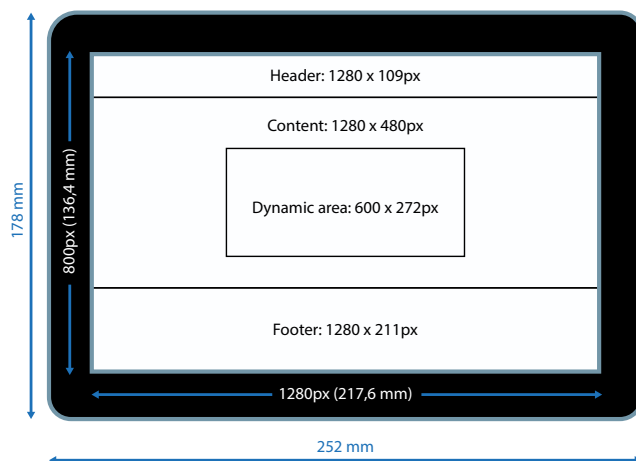 Header: 1280 x 109px
Content: 1280 x 480px
Dynamic area: 600 x 272px
Footer: 1280 x 211px
178 mm
800px (136,4 mm)
1280px (217,6 mm)
252 mm